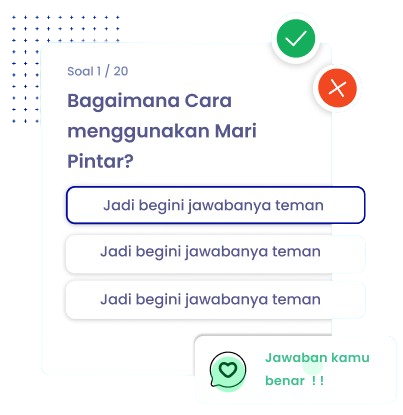 Soal 1 / 20
Bagaimana Cara
menggunakan Mari
Pintar?
Jadi begini jawabanya teman
Jadi begini jawabanya teman
Jadi begini jawabanya teman
Jawaban kamu
benar !!